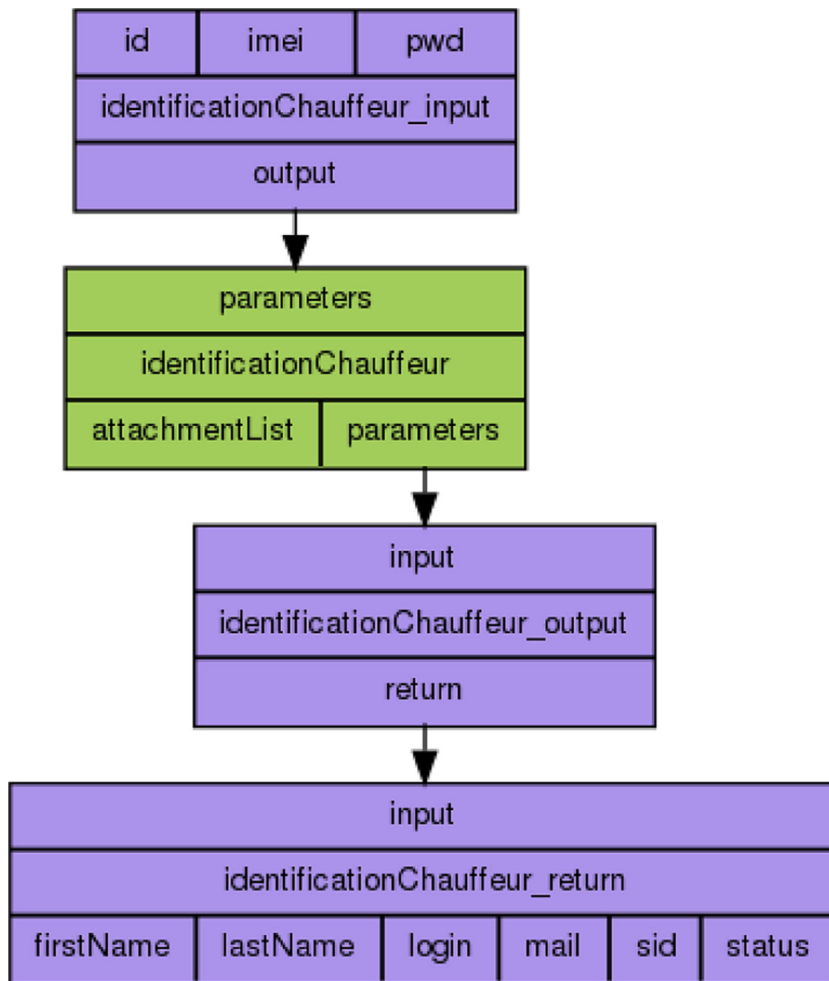 id imei pwd
identificationChauffeur_input
output
parameters
identificationChauffeur
attachmentList parameters
input
identificationChauffeur_output
return
input
identificationChauffeur_return
firstName lastName login mail sid status